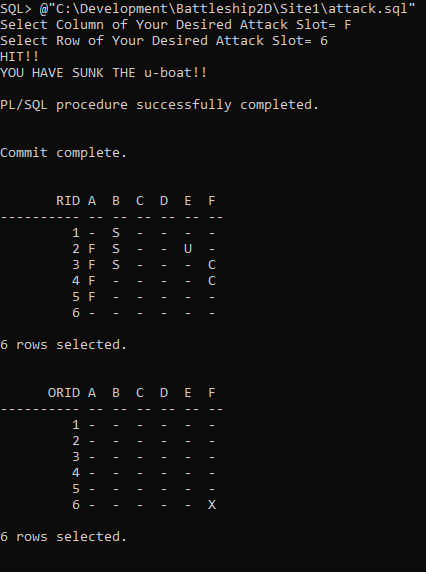 SQL> @"C:\Development\Battleship2D\Site1\attack.sql"
Select Column of Your Desired Attack Slot= F
Select Row of Your Desired Attack Slot= 6
HIT!!
YOU HAVE SUNK THE u-boat!!
PL/SQL procedure successfully completed.
Commit complete.
RID A B C D E F
---------- -- -- -- -- -- --
1 - S - - - -
2 F S - - U -
3 F S - - - C
4 F - - - - C
5 F - - - - -
6 - - - - - -
6 rows selected.
ORID A B C D E F
---------- -- -- -- -- -- --
1 - - - - - -
2 - - - - - -
3 - - - - - -
4 - - - - - -
5 - - - - - -
6 - - - - - X
6 rows selected.